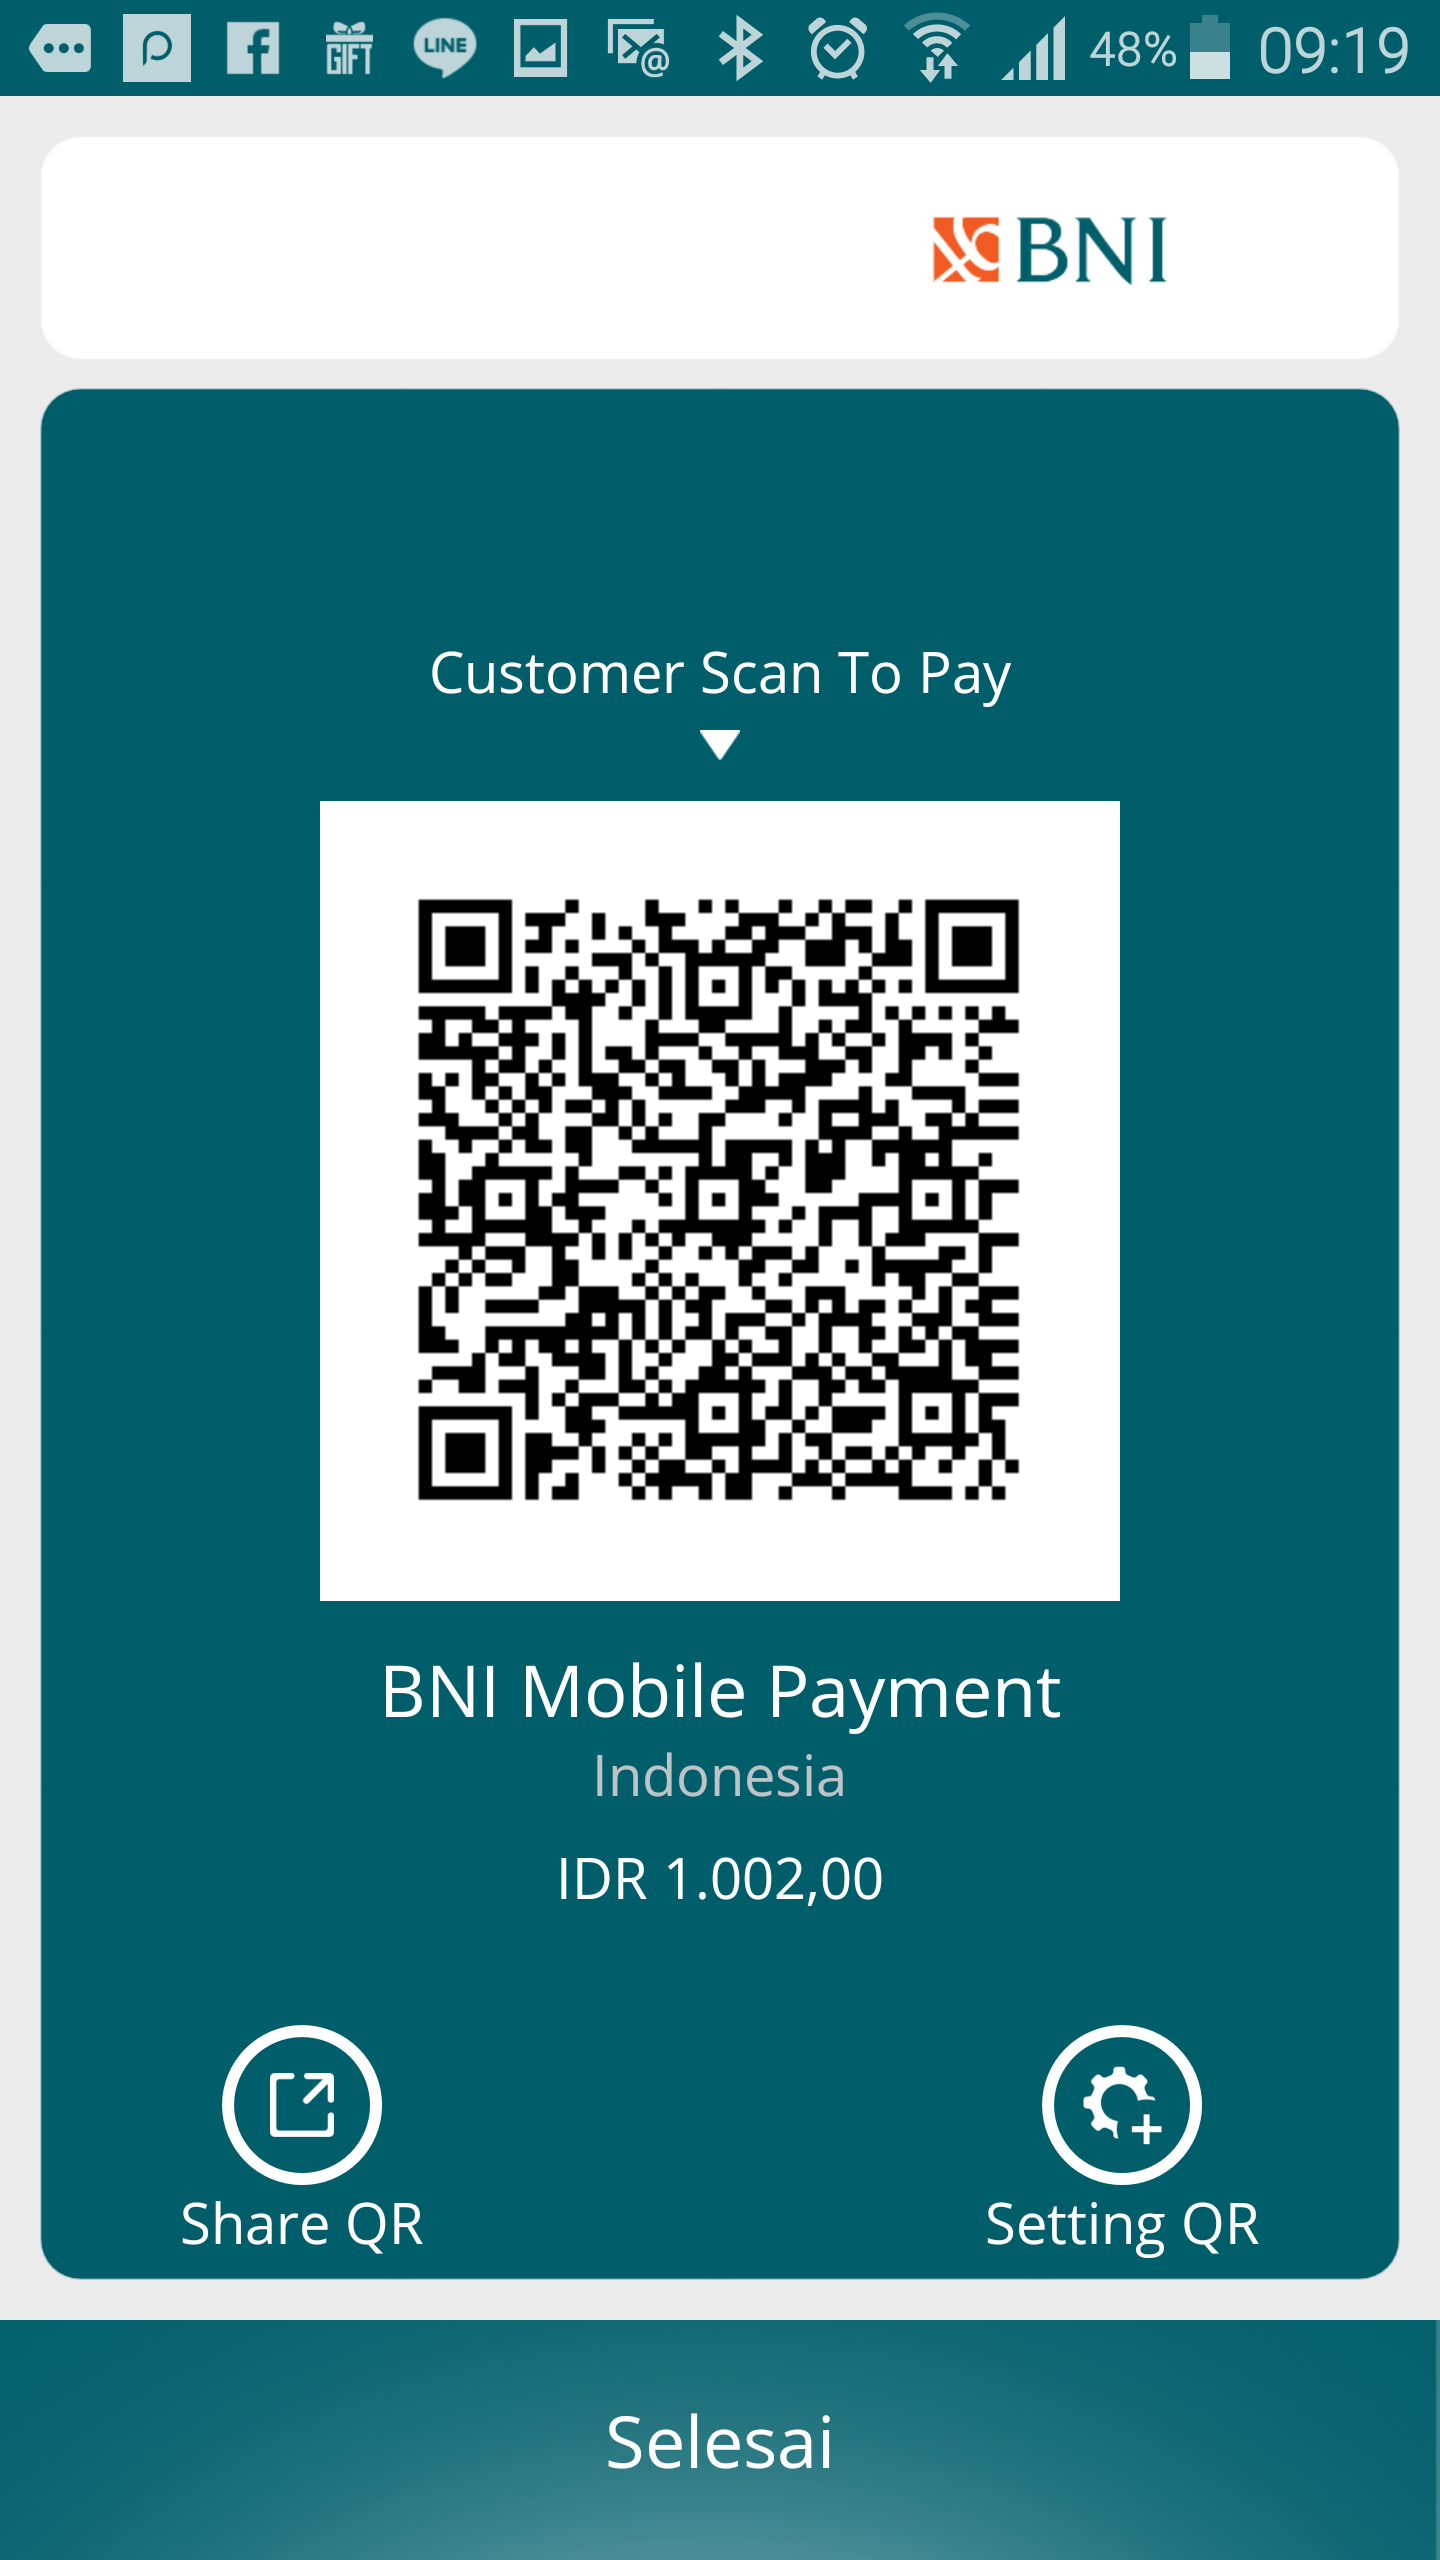 GIFT
LINE
@
48%
09:19
BNI
Customer Scan To Pay
BNI Mobile Payment
Indonesia
IDR 1.002,00
Share QR
Setting QR
Selesai